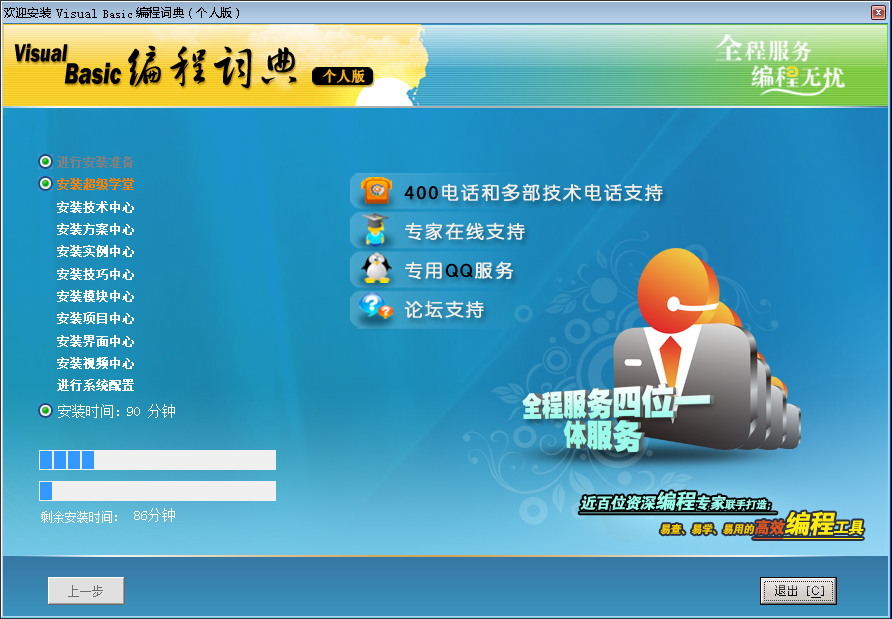 欢迎安装 Visual Basic 编程词典 ( 个人版 )
Visual
Basic 编程词典 个人版
全程服务
编程无忧
进行安装准备
安装超级学堂
安装技术中心
安装方案中心
安装实例中心
安装技巧中心
安装模块中心
安装项目中心
安装界面中心
安装视频中心
进行系统配置
安装时间：90 分钟
剩余安装时间： 86分钟
400电话和多部技术电话支持
专家在线支持
专用QQ服务
论坛支持
全程服务四位一
体服务
近百位资深编程专家联手打造；
易查、易学、易用的高效编程工具
上一步
退出 [C]